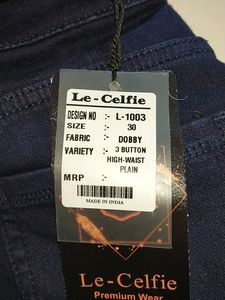 Le-Celfie
DESIGN NO :- L-1003
SIZE :- 30
FABRIC :- DOBBY
VARIETY :- 3 BUTTON
HIGH-WAIST
PLAIN
MRP :-
MADE IN INDIA
Le-Celfie
Premium Wear